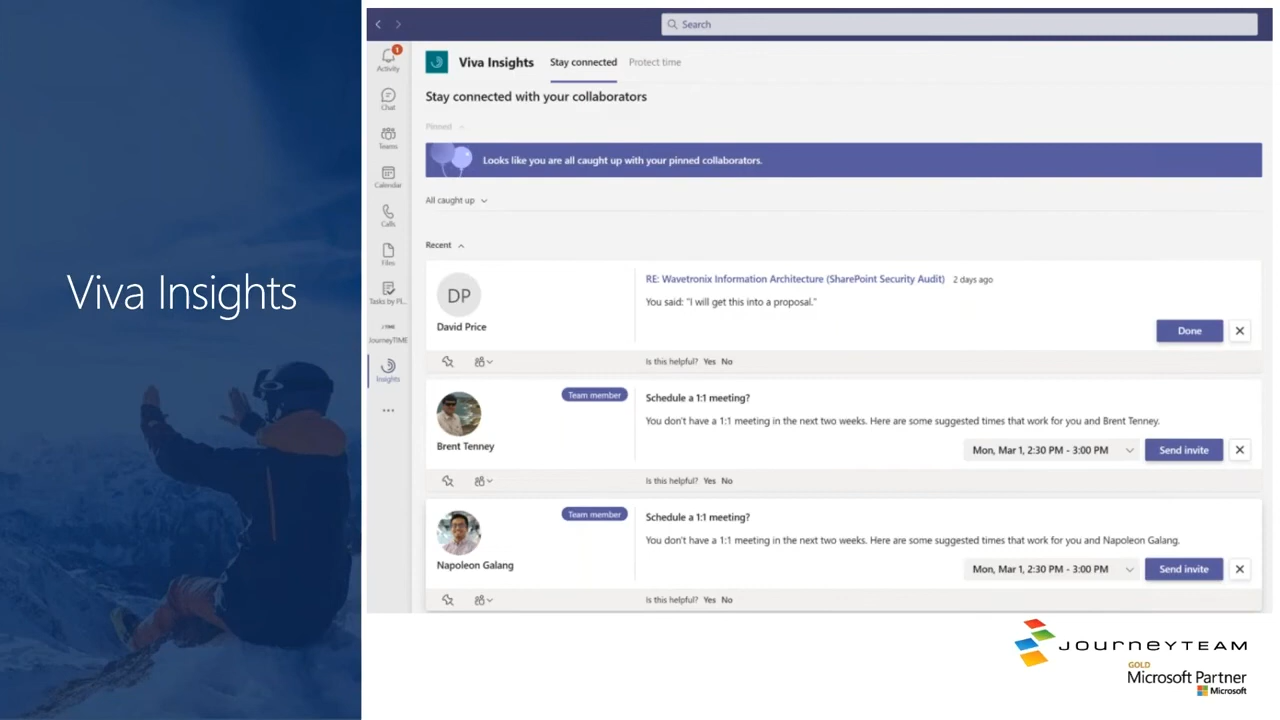 Viva Insights
Search
1
Activity
Chat
Teams
Calendar
Calls
Files
Tasks by Pl...
JourneyTIME
Insights
Viva Insights Stay connected Protect time
Stay connected with your collaborators
Pinned
Looks like you are all caught up with your pinned collaborators.
All caught up
Recent
DP
David Price
RE: Wavetronix Information Architecture (SharePoint Security Audit) 2 days ago
You said: "I will get this into a proposal."
Done
Is this helpful? Yes No
Team member
Brent Tenney
Schedule a 1:1 meeting?
You don't have a 1:1 meeting in the next two weeks. Here are some suggested times that work for you and Brent Tenney.
Mon, Mar 1, 2:30 PM - 3:00 PM Send invite
Is this helpful? Yes No
Team member
Napoleon Galang
Schedule a 1:1 meeting?
You don't have a 1:1 meeting in the next two weeks. Here are some suggested times that work for you and Napoleon Galang.
Mon, Mar 1, 2:30 PM - 3:00 PM Send invite
Is this helpful? Yes No
JOURNEYTEAM
GOLD
Microsoft Partner
Microsoft